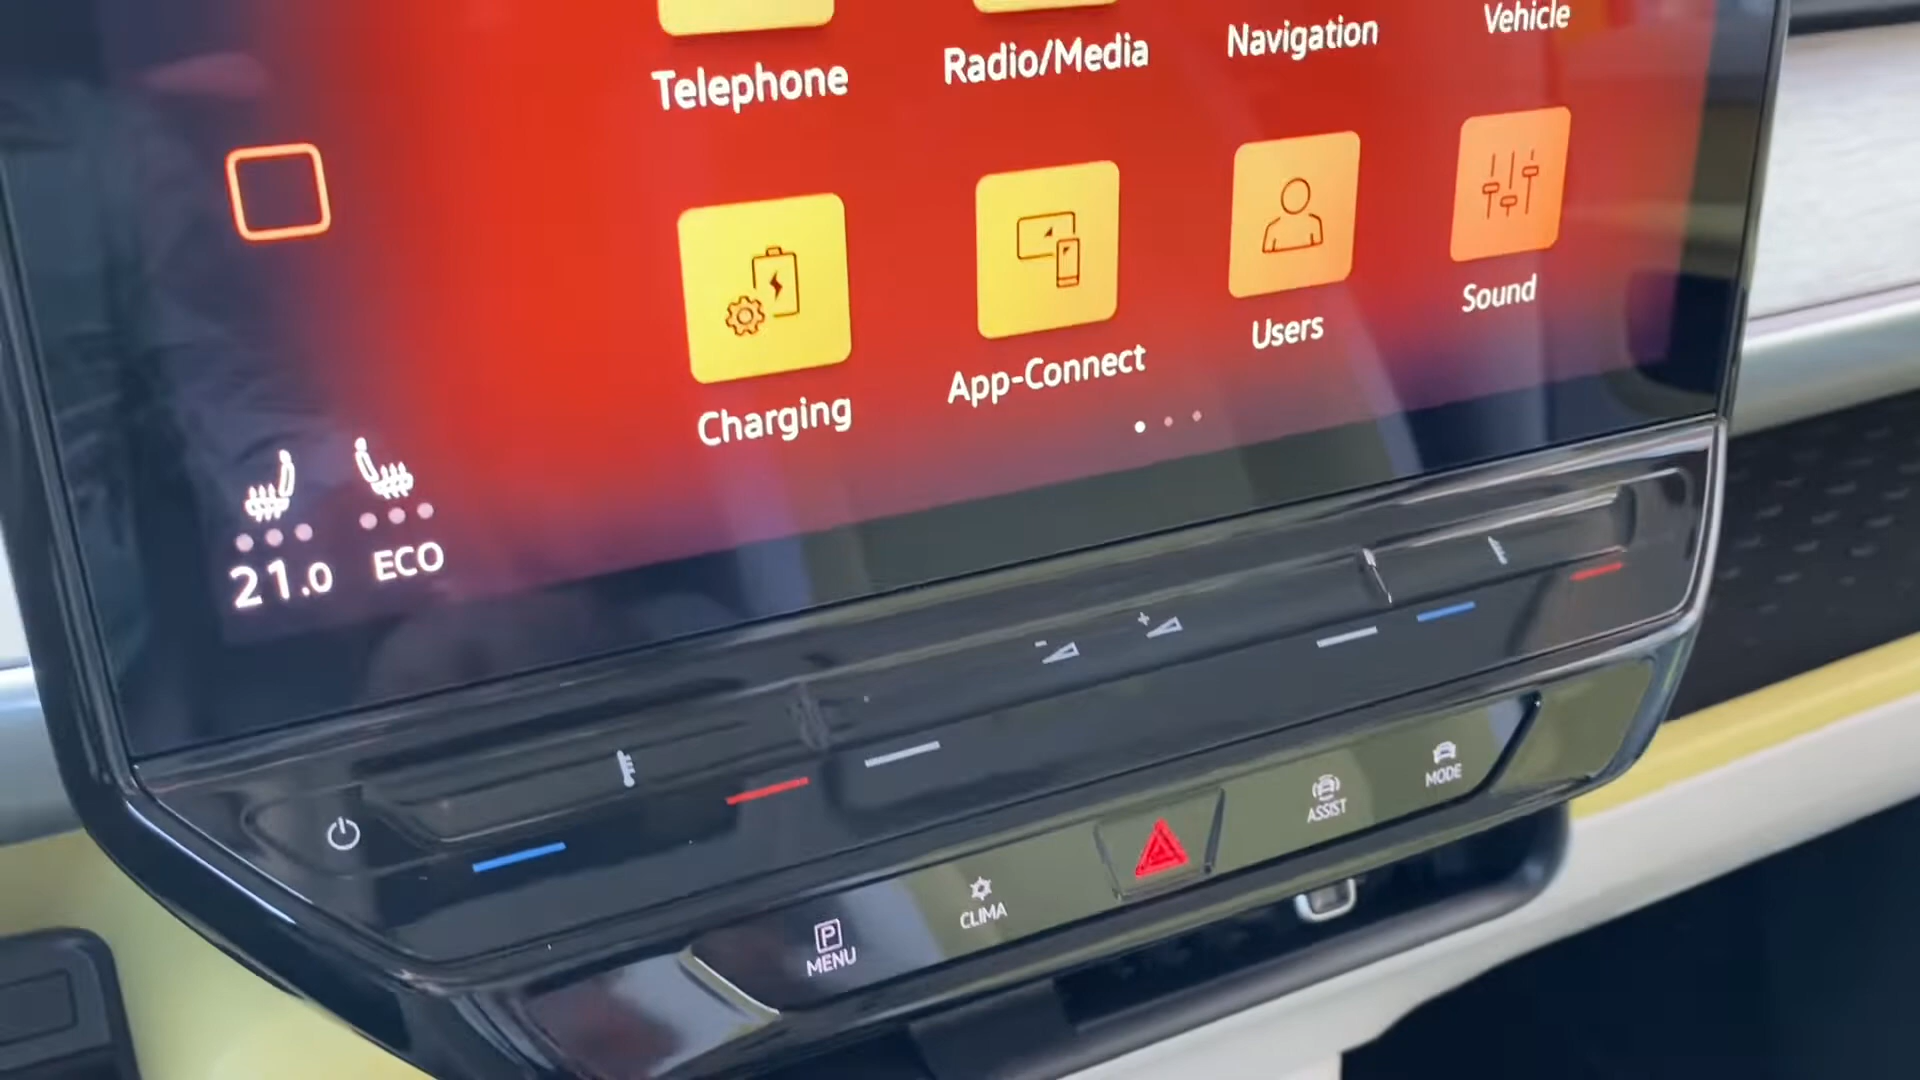 Telephone
Radio/Media
Navigation
Vehicle
Charging
App-Connect
Users
Sound
21.0
ECO
P
MENU
CLIMA
ASSIST
MODE